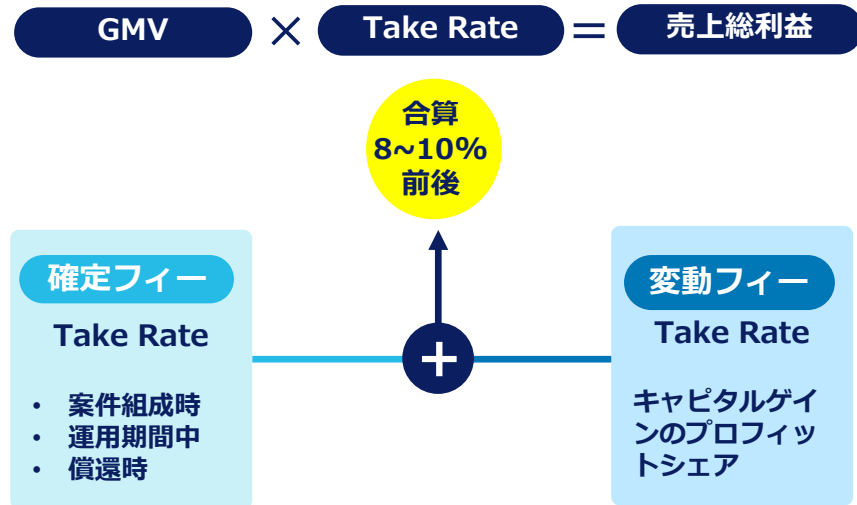 GMV × Take Rate = 売上総利益
合算
8~10%
前後
確定フィー
Take Rate
• 案件組成時
• 運用期間中
• 償還時
+
変動フィー
Take Rate
キャピタルゲイ
ンのプロフィッ
トシェア